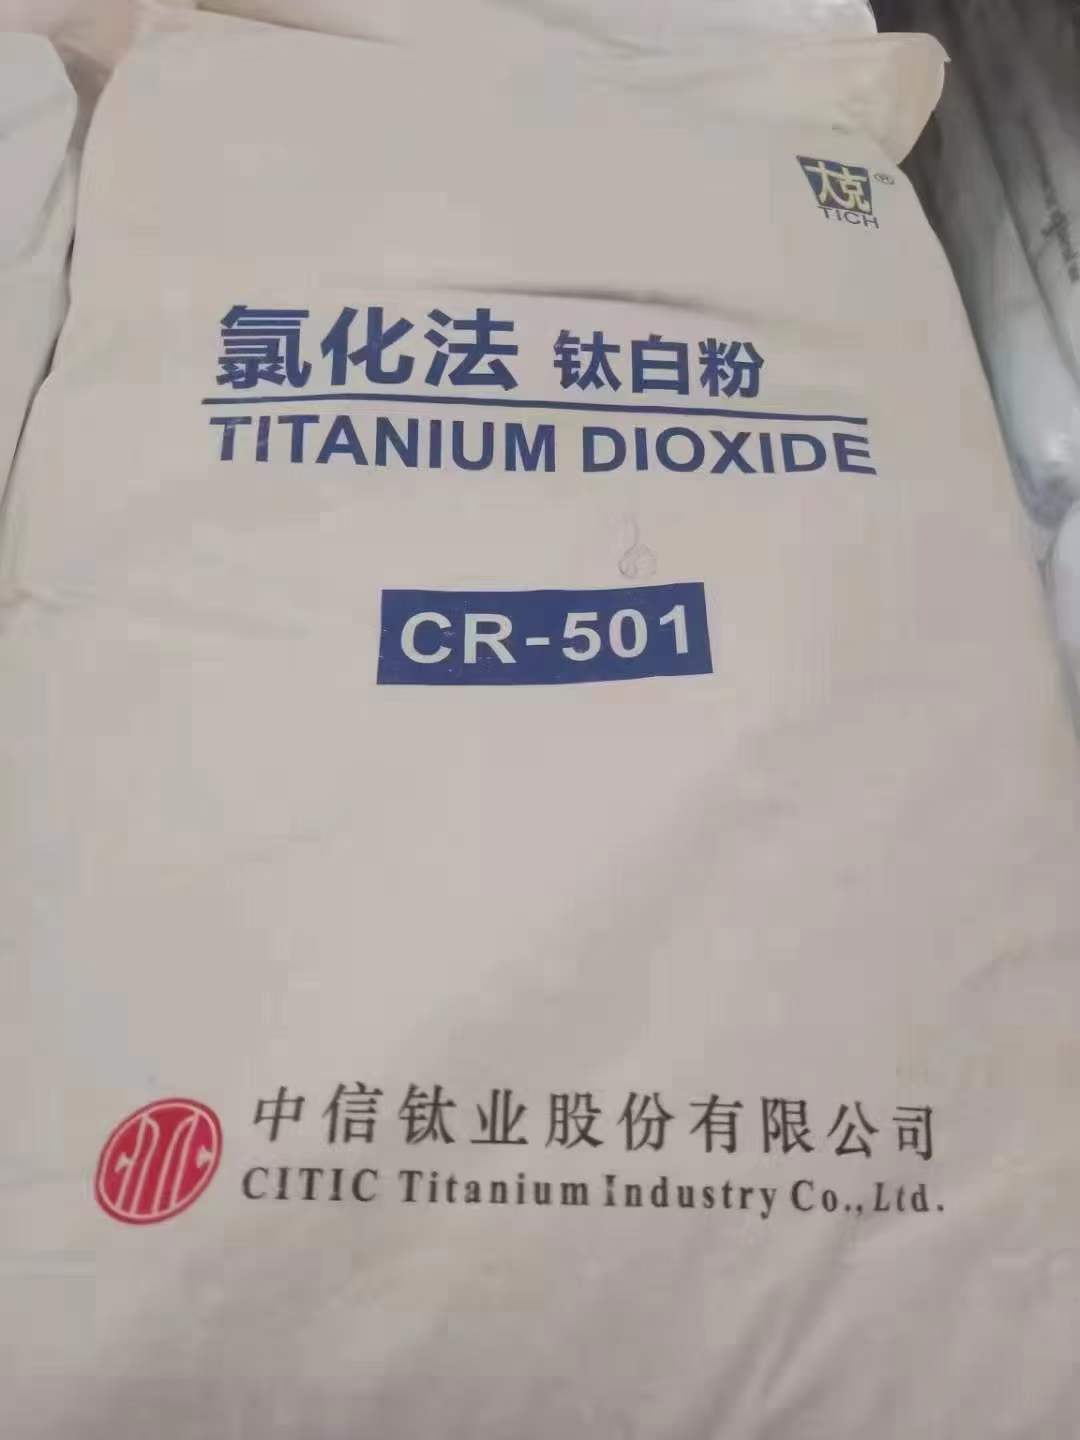 太克®
TICH
氯化法 钛白粉
TITANIUM DIOXIDE
CR-501
中信钛业股份有限公司
CITIC Titanium Industry Co., Ltd.